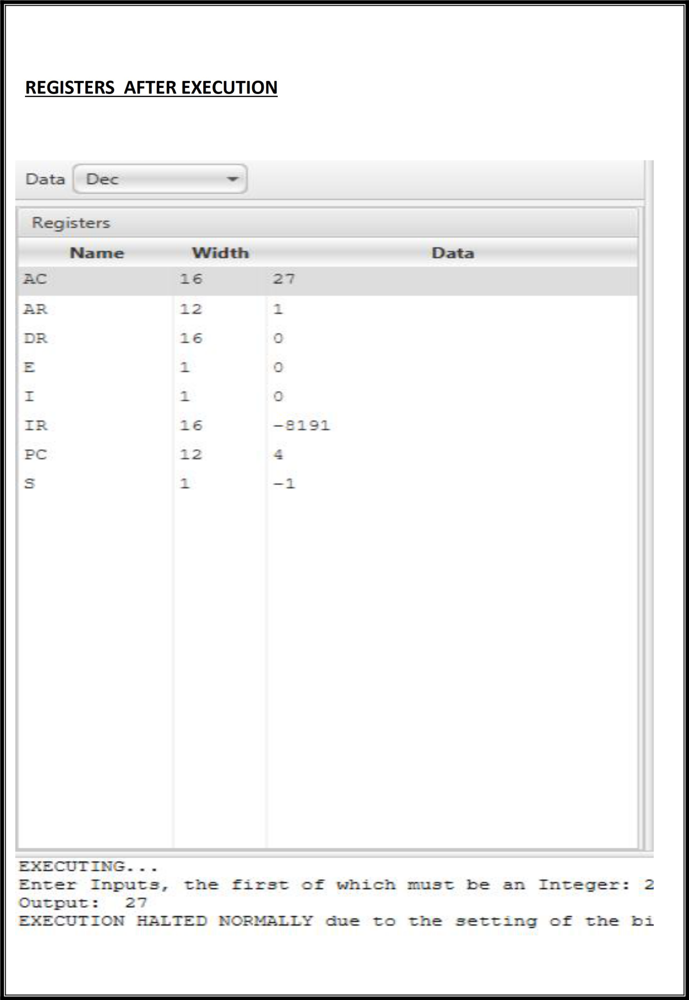 REGISTERS  AFTER EXECUTION
Data Dec
Registers
Name Width Data
AC 16 27
AR 12 1
DR 16 0
E 1 0
I 1 0
IR 16 -8191
PC 12 4
S 1 -1
EXECUTING...
Enter Inputs, the first of which must be an Integer: 2
Output:  27
EXECUTION HALTED NORMALLY due to the setting of the bi